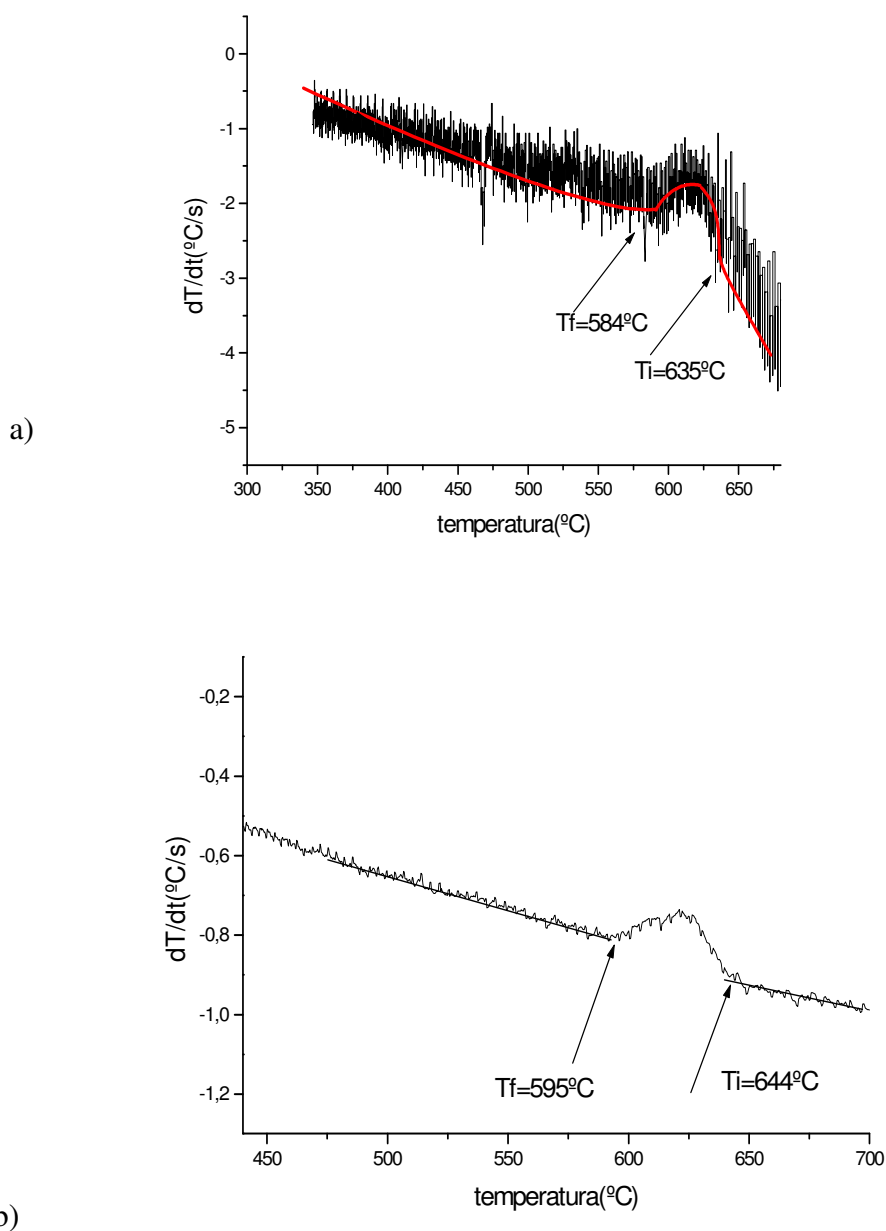 0
-1
-2
-3
-4
-5
dT/dt(ºC/s)
Tf=584ºC
Ti=635ºC
a)
300 350 400 450 500 550 600 650
temperatura(ºC)
-0,2
-0,4
-0,6
-0,8
-1,0
-1,2
dT/dt(ºC/s)
Tf=595ºC
Ti=644ºC
450 500 550 600 650 700
temperatura(ºC)
b)